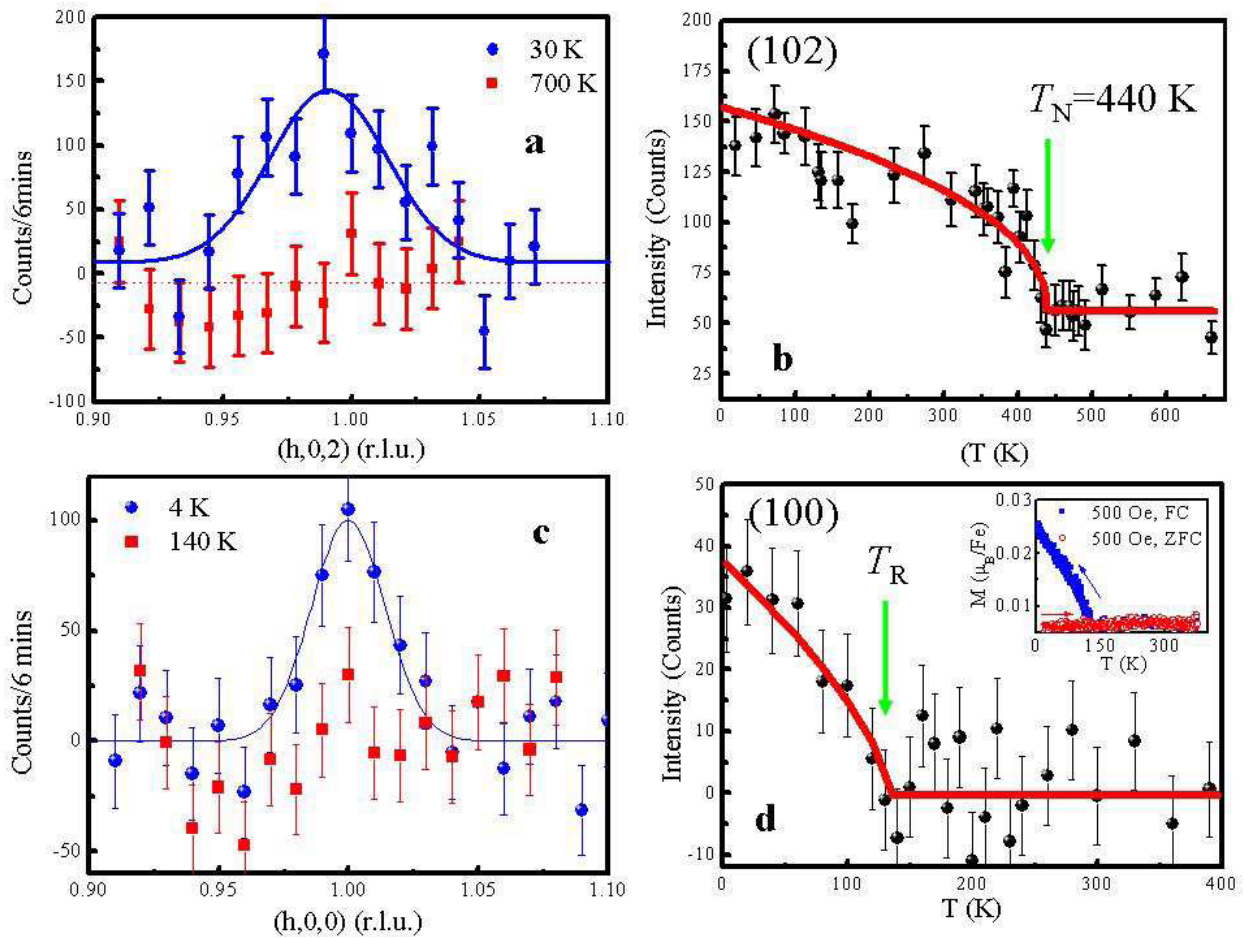 200
150
100
50
0
-50
-100
Counts/6mins
30 K
700 K
a
0.90
0.95
1.00
1.05
1.10
(h,0,2) (r.l.u.)
200
175
150
125
100
75
50
25
Intensity (Counts)
(102)
T_N=440 K
b
0
100
200
300
400
500
600
(T (K)
100
50
0
-50
Counts/6 mins
4 K
140 K
c
0.90
0.95
1.00
1.05
1.10
(h,0,0) (r.l.u.)
50
40
30
20
10
0
-10
Intensity (Counts)
(100)
T_R
d
0
100
200
300
400
T (K)
0.03
0.02
0.01
M (μ_B/Fe)
500 Oe, FC
500 Oe, ZFC
0
150
300
T (K)